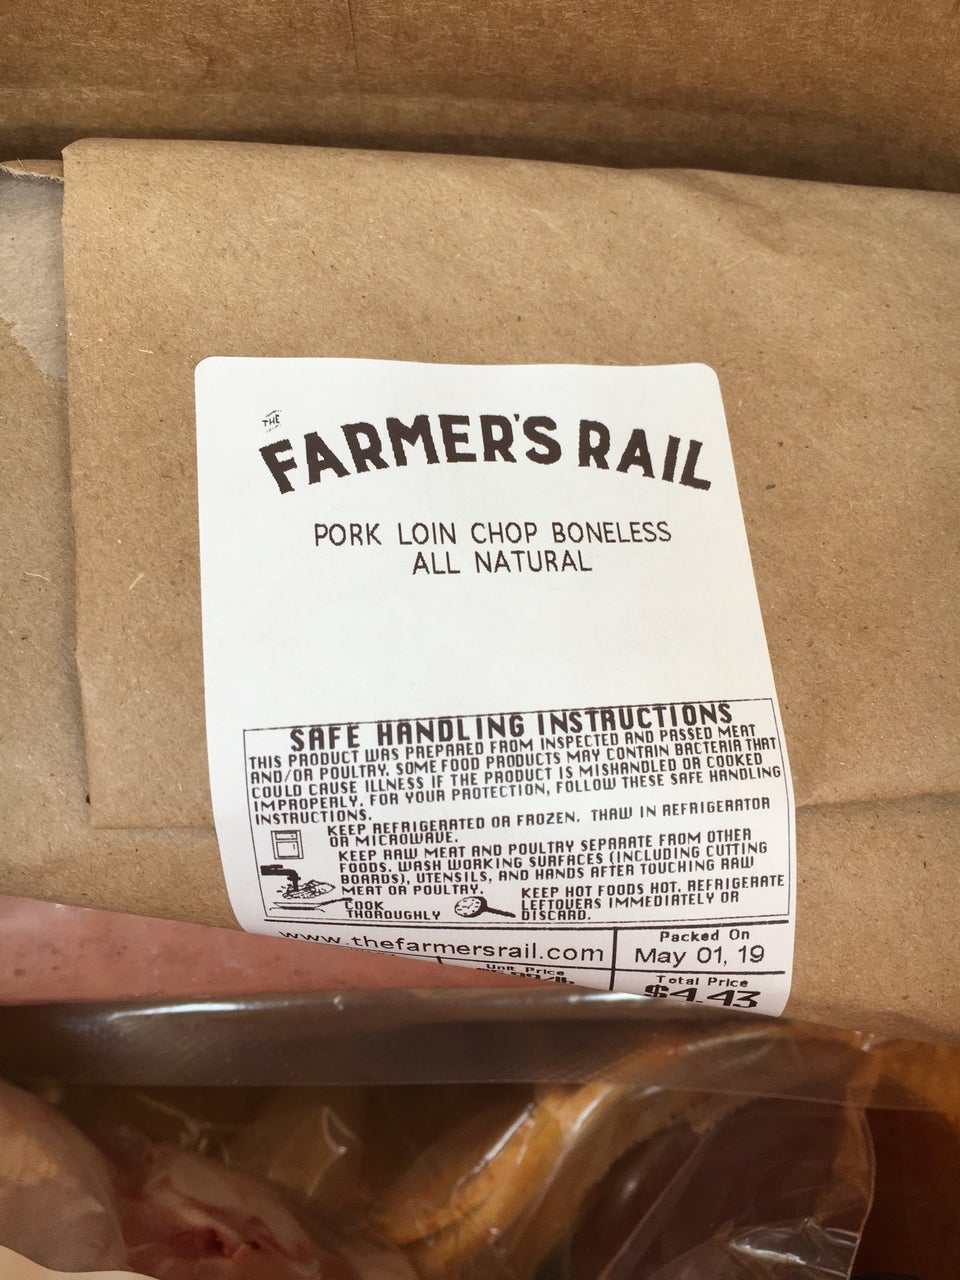 THE
FARMER'S RAIL
PORK LOIN CHOP BONELESS
ALL NATURAL
SAFE HANDLING INSTRUCTIONS
THIS PRODUCT WAS PREPARED FROM INSPECTED AND PASSED MEAT
AND/OR POULTRY. SOME FOOD PRODUCTS MAY CONTAIN BACTERIA THAT
COULD CAUSE ILLNESS IF THE PRODUCT IS MISHANDLED OR COOKED
IMPROPERLY. FOR YOUR PROTECTION, FOLLOW THESE SAFE HANDLING
INSTRUCTIONS.
KEEP REFRIGERATED OR FROZEN. THAW IN REFRIGERATOR
OR MICROWAVE.
KEEP RAW MEAT AND POULTRY SEPARATE FROM OTHER
FOODS. WASH WORKING SURFACES (INCLUDING CUTTING
BOARDS), UTENSILS, AND HANDS AFTER TOUCHING RAW
MEAT OR POULTRY.
COOK
THOROUGHLY
KEEP HOT FOODS HOT. REFRIGERATE
LEFTOVERS IMMEDIATELY OR
DISCARD.
www.thefarmersrail.com
Packed On
May 01, 19
Unit Price
Total Price
$4.43